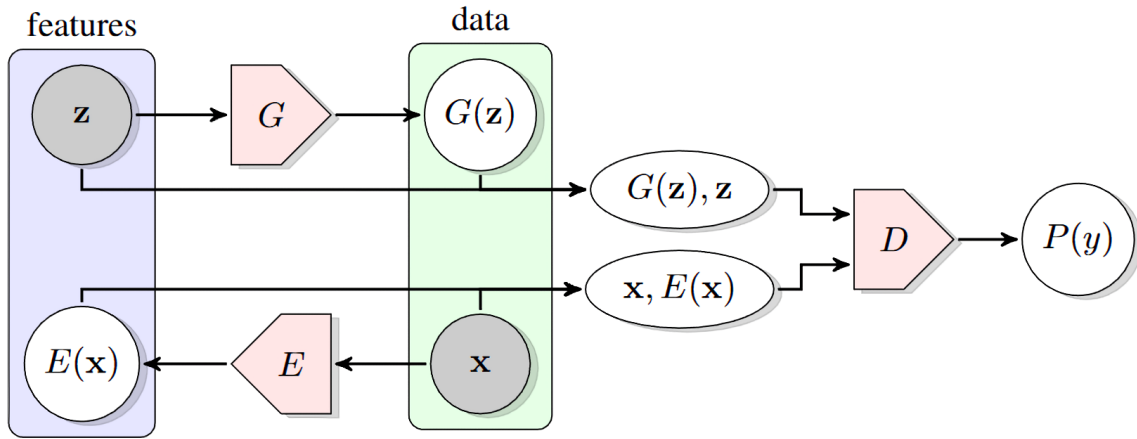 features
data
z
G
G(z)
G(z), z
D
P(y)
x, E(x)
E(x)
E
x